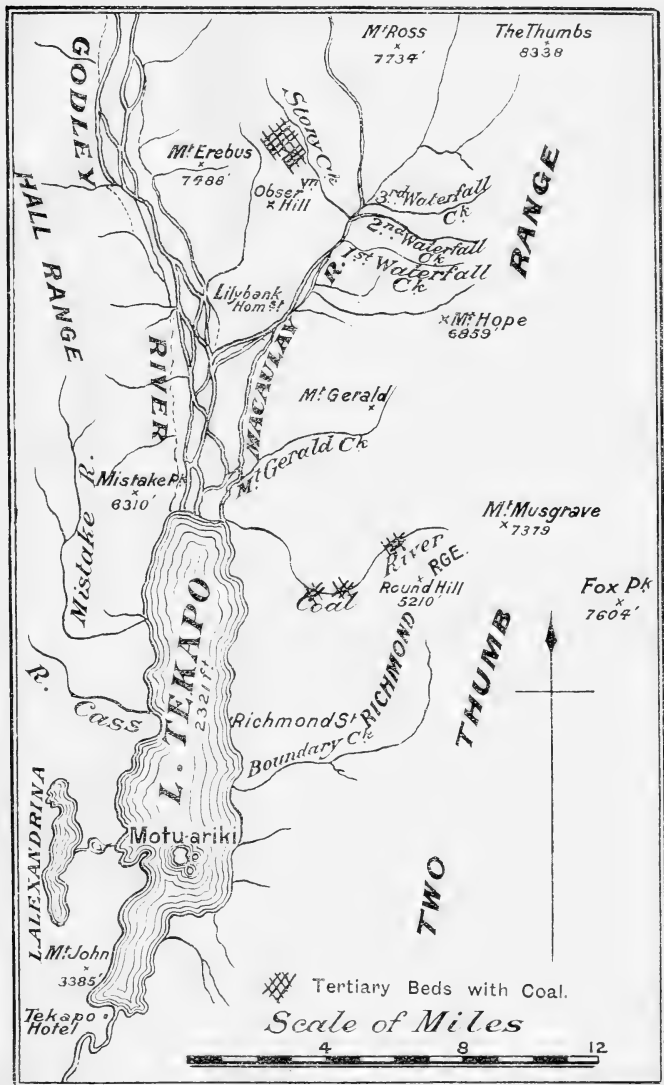 Mt Ross
7734'
The Thumbs
8338
GODLEY
RIVER
Stony Ck
Mt Erebus
7488'
Obser vn
Hill
3rd Waterfall
Ck
2nd Waterfall
Ck
1st Waterfall
Ck
HALL RANGE
Lilybank
Homst
MACAULAY R.
Mt Hope
6859'
Mt Gerald
Mt Gerald Ck
Mistake Pk
6310'
Mistake R.
Mt Musgrave
7379
Coal River
Round Hill
5210'
RICHMOND RGE.
Fox Pk
7604'
TWO THUMB RANGE
L. TEKAPO
2321 ft
R. Cass
Richmond St
Boundary Ck
L. ALEXANDRINA
Motu-ariki
Mt John
3385'
Tekapo
Hotel
Tertiary Beds with Coal.
Scale of Miles
4 8 12